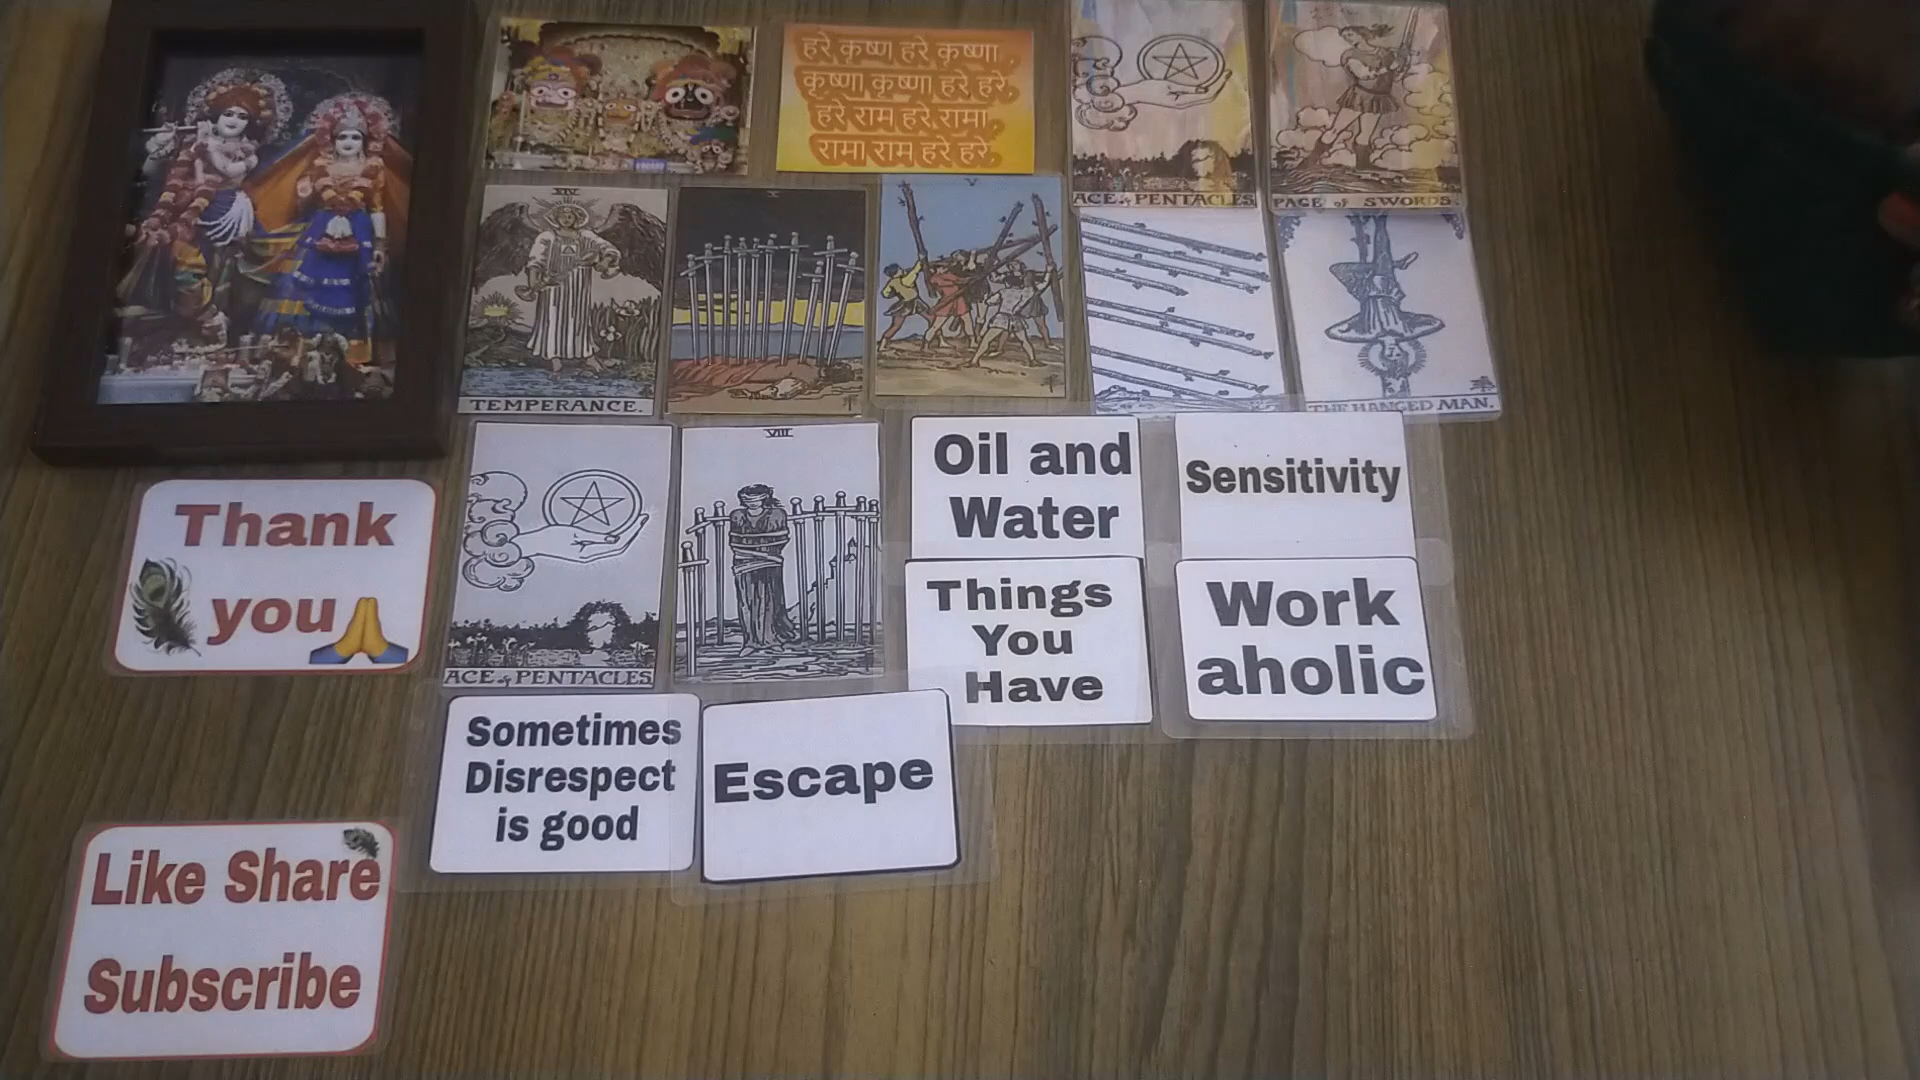 हरे कृष्ण हरे कृष्णा,
कृष्णा कृष्णा हरे हरे,
हरे राम हरे रामा,
रामा राम हरे हरे,
ACE of PENTACLES
PAGE of SWORDS.
XIV
TEMPERANCE.
X
V
THE HANGED MAN.
ACE of PENTACLES
VIII
Oil and
Water
Sensitivity
Things
You
Have
Work
aholic
Sometimes
Disrespect
is good
Escape
Thank
you
Like Share
Subscribe